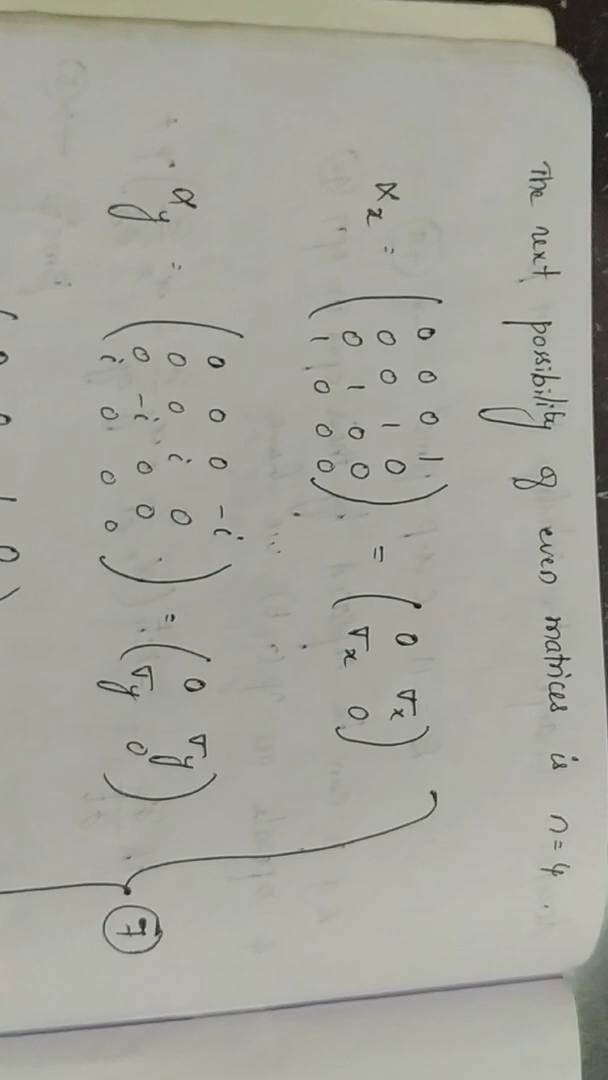 The next possibility of even matrices is n=4
αx = ( 0 0 0 1
0 0 1 0
0 1 0 0
1 0 0 0 ) = ( 0 σx
σx 0 )
αy = ( 0 0 0 -i
0 0 i 0
0 -i 0 0
i 0 0 0 ) = ( 0 σy
σy 0 )
7